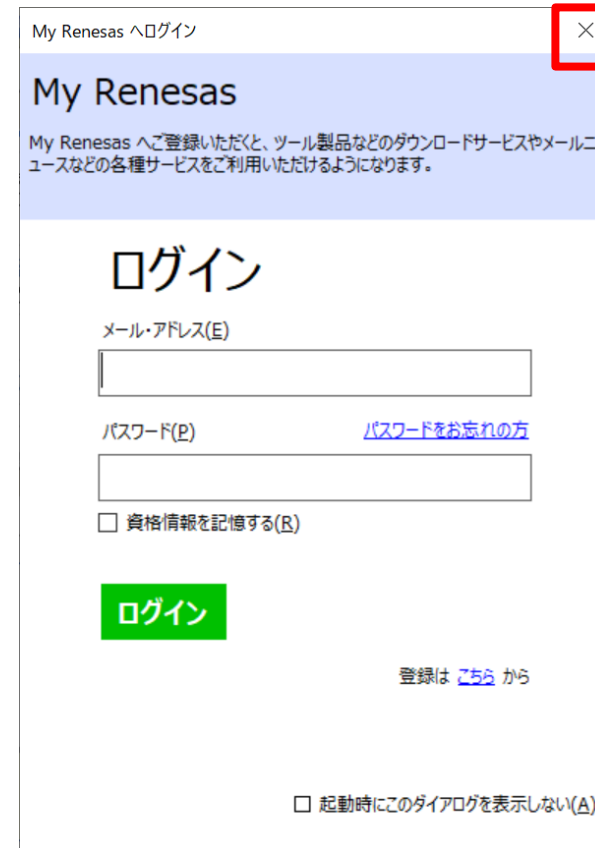 My Renesas へログイン
My Renesas
My Renesas へご登録いただくと、ツール製品などのダウンロードサービスやメールニ
ュースなどの各種サービスをご利用いただけるようになります。
ログイン
メール・アドレス(E)
パスワード(P) パスワードをお忘れの方
資格情報を記憶する(R)
ログイン
登録は こちら から
起動時にこのダイアログを表示しない(A)